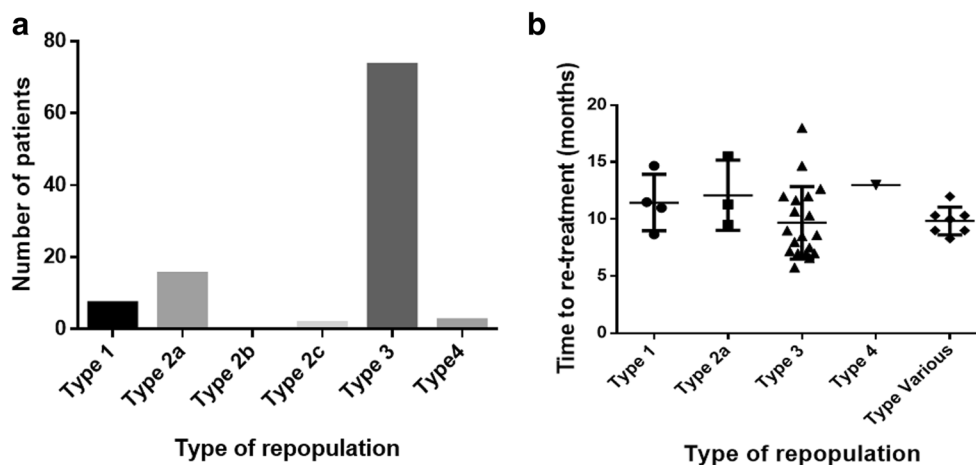 a
80
60
40
20
0
Number of patients
Type 1
Type 2a
Type 2b
Type 2c
Type 3
Type4
Type of repopulation
b
20
15
10
5
0
Time to re-treatment (months)
Type 1
Type 2a
Type 3
Type 4
Type Various
Type of repopulation